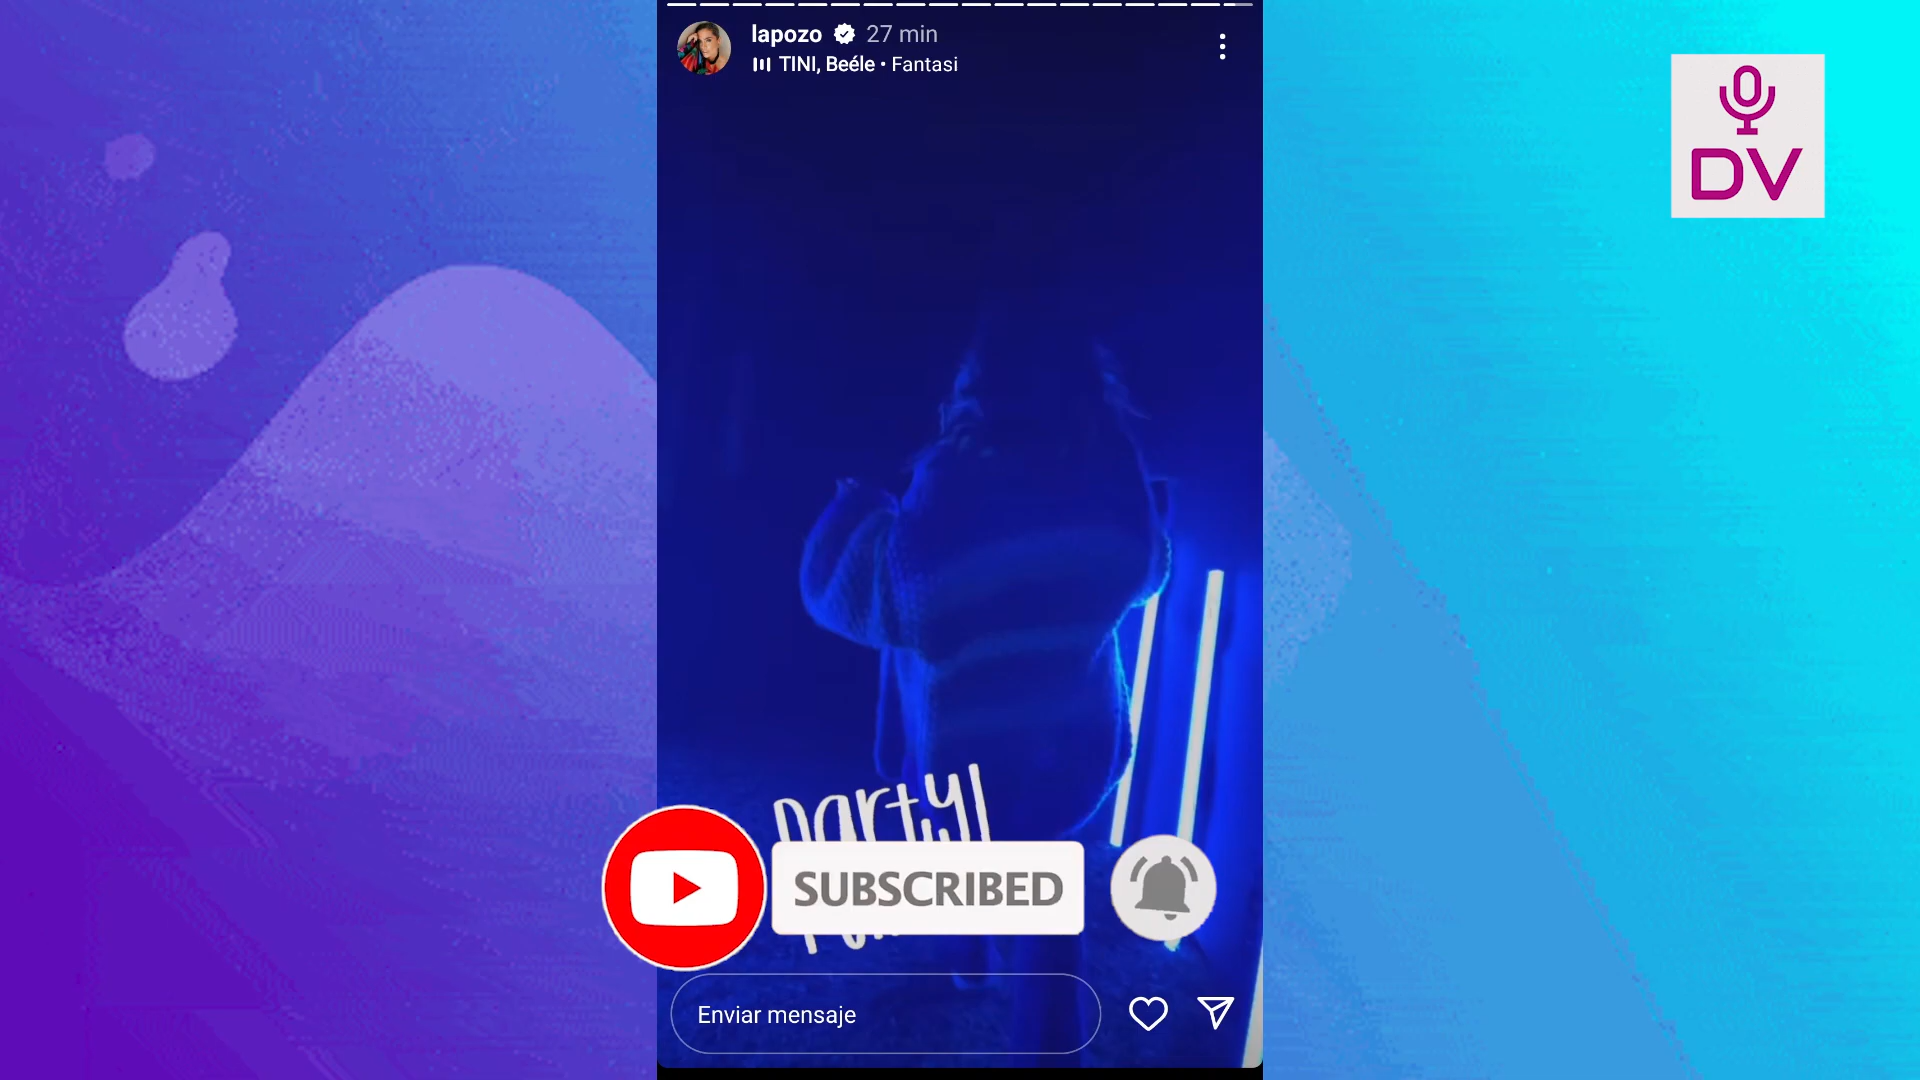 lapozo 27 min
TINI, Beéle • Fantasi
DV
party!
SUBSCRIBED
Enviar mensaje